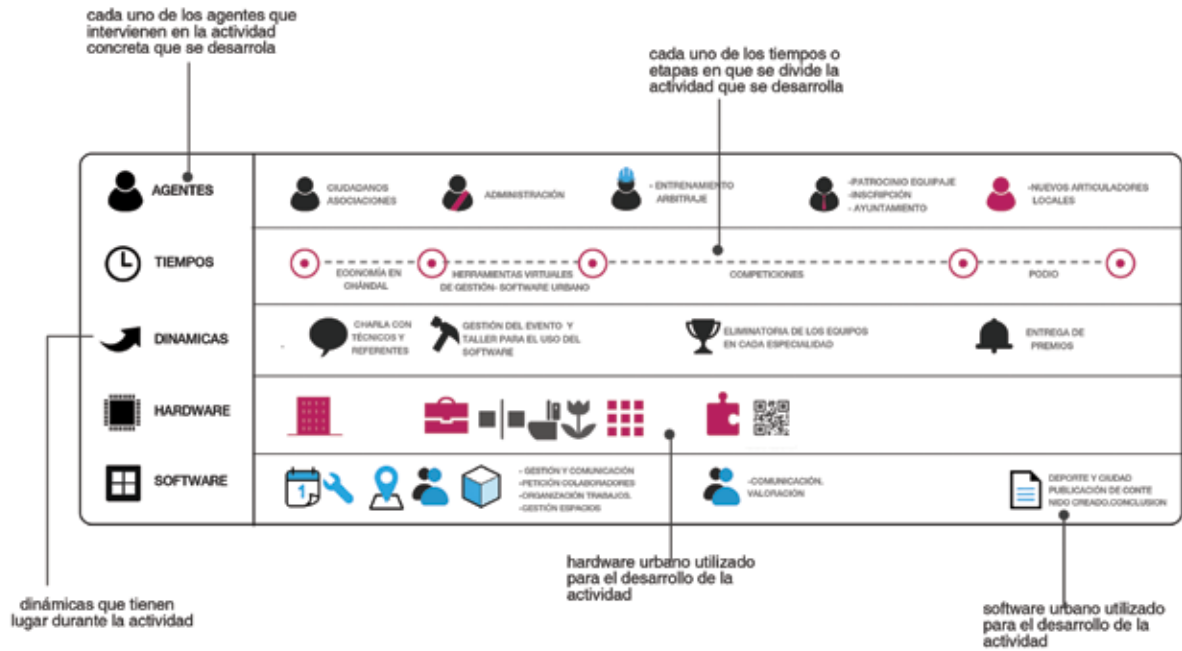 cada uno de los agentes que
intervienen en la actividad
concreta que se desarrola
cada uno de los tiempos o
etapas en que se divide la
actividad que se desarrolla
AGENTES
CIUDADANOS
ASOCIACIONES
ADMINISTRACIÓN
- ENTRENAMIENTO
ARBITRAJE
-PATROCINIO EQUIPAJE
-INSCRIPCIÓN
- AYUNTAMIENTO
-NUEVOS ARTICULADORES
LOCALES
TIEMPOS
ECONOMÍA EN
CHÁNDAL
HERRAMIENTAS VIRTUALES
DE GESTIÓN- SOFTWARE URBANO
COMPETICIONES
PODIO
DINAMICAS
CHARLA CON
TÉCNICOS Y
REFERENTES
GESTIÓN DEL EVENTO Y
TALLER PARA EL USO DEL
SOFTWARE
ELIMINATORIA DE LOS EQUIPOS
EN CADA ESPECIALIDAD
ENTREGA DE
PREMIOS
HARDWARE
SOFTWARE
1
- GESTIÓN Y COMUNICACIÓN
-PETICIÓN COLABORADORES
-ORGANIZACIÓN TRABAJOS.
-GESTIÓN ESPACIOS
-COMUNICACIÓN.
VALORACIÓN
DEPORTE Y CIUDAD
PUBLICACIÓN DE CONTE
NIDO CREADO.CONCLUSION
hardware urbano utilizado
para el desarrollo de la
actividad
dinámicas que tienen
lugar durante la actividad
software urbano utilizado
para el desarrollo de la
actividad